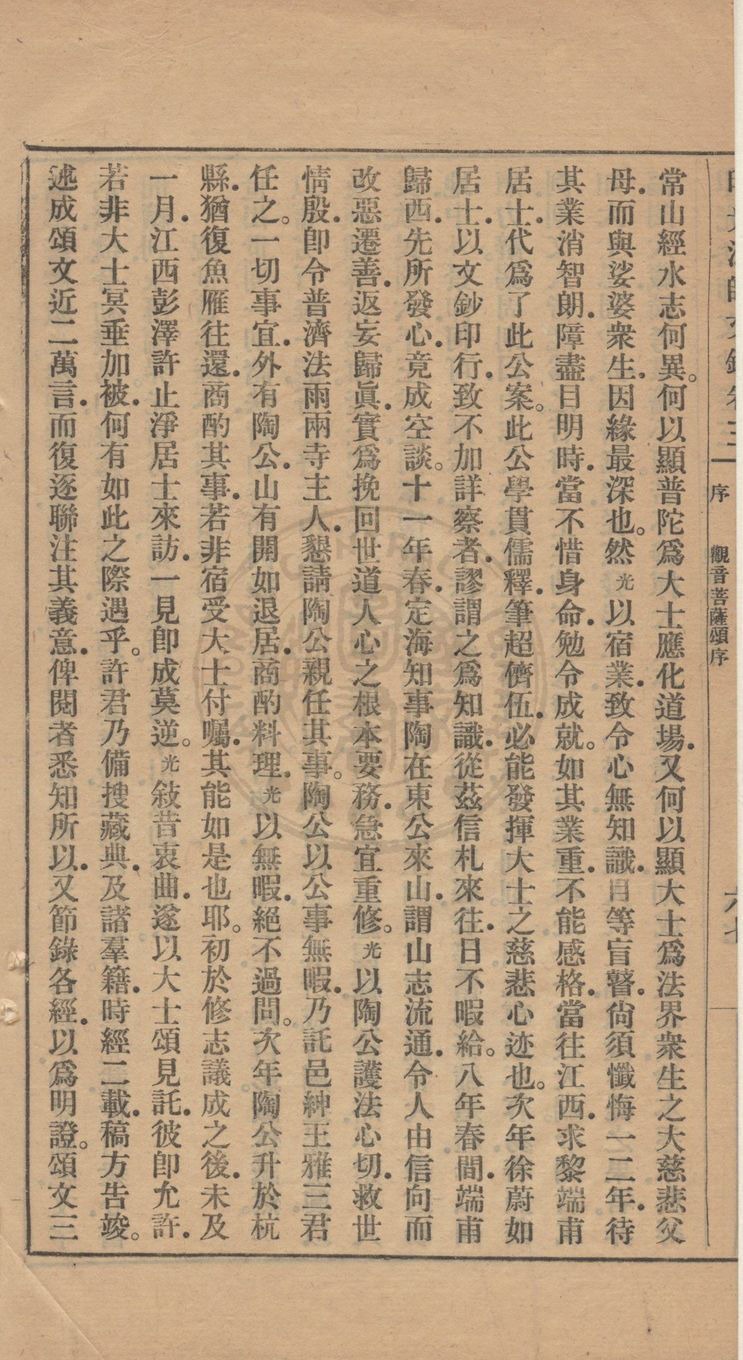 序　觀音菩薩頌序
常山經水志何異。何以顯普陀爲大士應化道場。又何以顯大士爲法界衆生之大慈悲父
母。而與娑婆衆生。因緣最深也。然光以宿業。致令心無知識。目等盲瞽。尙須懺悔一二年。待
其業消智朗。障盡目明時。當不惜身命。勉令成就。如其業重。不能感格。當往江西。求黎端甫
居士。代爲了此公案。此公學貫儒釋。筆超儕伍。必能發揮大士之慈悲心迹也。次年徐蔚如
居士。以文鈔印行。致不加詳察者。謬謂之爲知識。從茲信札來往。日不暇給。八年春間。端甫
歸西。先所發心。竟成空談。十一年春。定海知事陶在東公來山。謂山志流通。令人由信向而
改惡遷善。返妄歸眞。實爲挽回世道人心之根本要務。急宜重修。光以陶公護法心切。救世
情殷。卽令普濟法雨兩寺主人。懇請陶公親任其事。陶公以公事無暇。乃託邑紳王雅三君
任之。一切事宜。外有陶公。山有開如退居。商酌料理。光以無暇。絕不過問。次年陶公升於杭
縣。猶復魚雁往還。商酌其事。若非宿受大士付囑。其能如是也耶。初於修志議成之後。未及
一月。江西彭澤許止淨居士來訪。一見卽成莫逆。光敍昔衷曲。遂以大士頌見託。彼卽允許。
若非大士冥垂加被。何有如此之際遇乎。許君乃備搜藏典。及諸羣籍。時經二載。稿方告竣。
述成頌文近二萬言。而復逐聯注其義意。俾閱者悉知所以。又節錄各經。以爲明證。頌文三